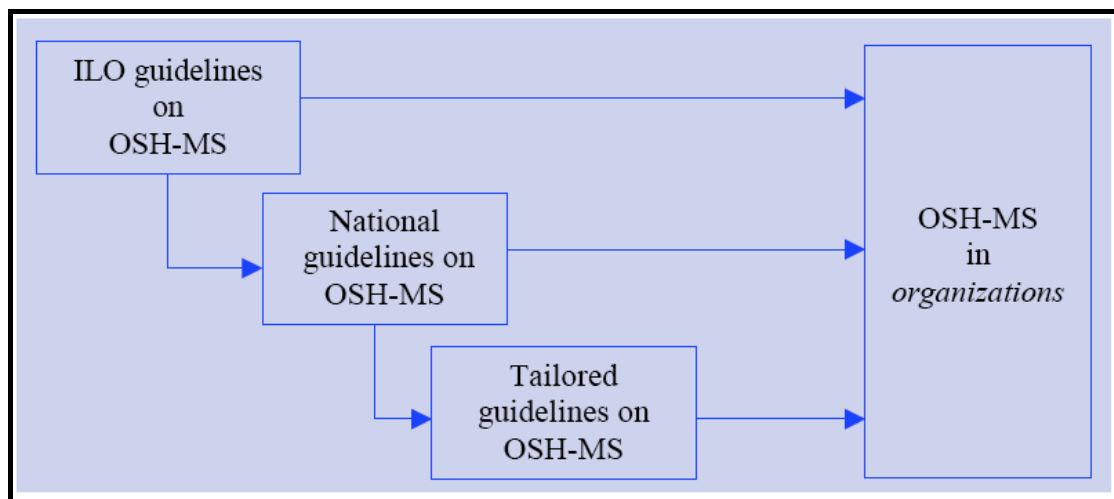 ILO guidelines
on
OSH-MS
National
guidelines on
OSH-MS
Tailored
guidelines on
OSH-MS
OSH-MS
in
organizations